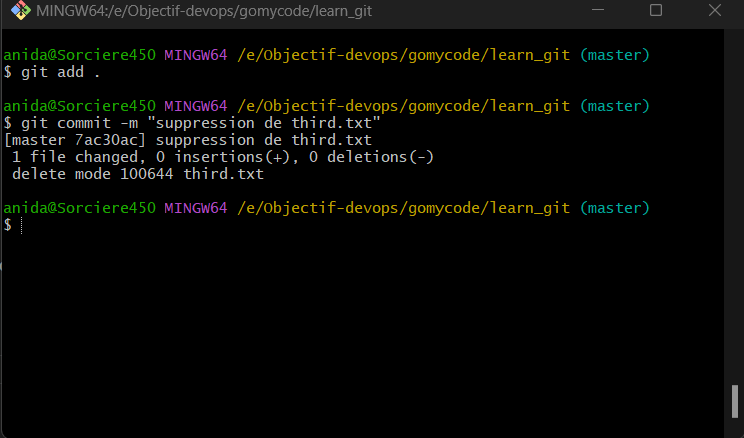 MINGW64:/e/Objectif-devops/gomycode/learn_git
anida@Sorciere450 MINGW64 /e/Objectif-devops/gomycode/learn_git (master)
$ git add .
anida@Sorciere450 MINGW64 /e/Objectif-devops/gomycode/learn_git (master)
$ git commit -m "suppression de third.txt"
[master 7ac30ac] suppression de third.txt
 1 file changed, 0 insertions(+), 0 deletions(-)
 delete mode 100644 third.txt
anida@Sorciere450 MINGW64 /e/Objectif-devops/gomycode/learn_git (master)
$